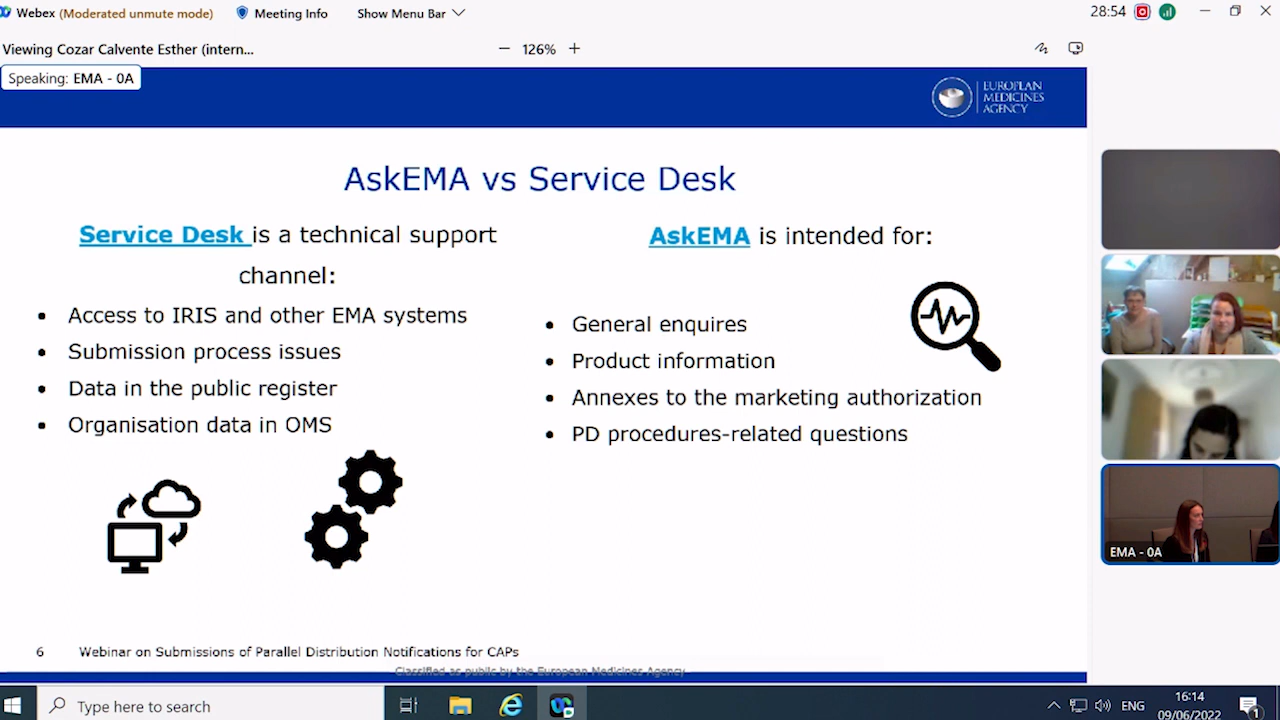 Webex (Moderated unmute mode) Meeting Info Show Menu Bar 28:54
Viewing Cozar Calvente Esther (intern... 126%
Speaking: EMA - 0A
EUROPEAN
MEDICINES
AGENCY
AskEMA vs Service Desk
Service Desk is a technical support
channel:
• Access to IRIS and other EMA systems
• Submission process issues
• Data in the public register
• Organisation data in OMS
AskEMA is intended for:
• General enquires
• Product information
• Annexes to the marketing authorization
• PD procedures-related questions
EMA - 0A
6 Webinar on Submissions of Parallel Distribution Notifications for CAPs
Classified as public by the European Medicines Agency
Type here to search
ENG
16:14
09/06/2022
1